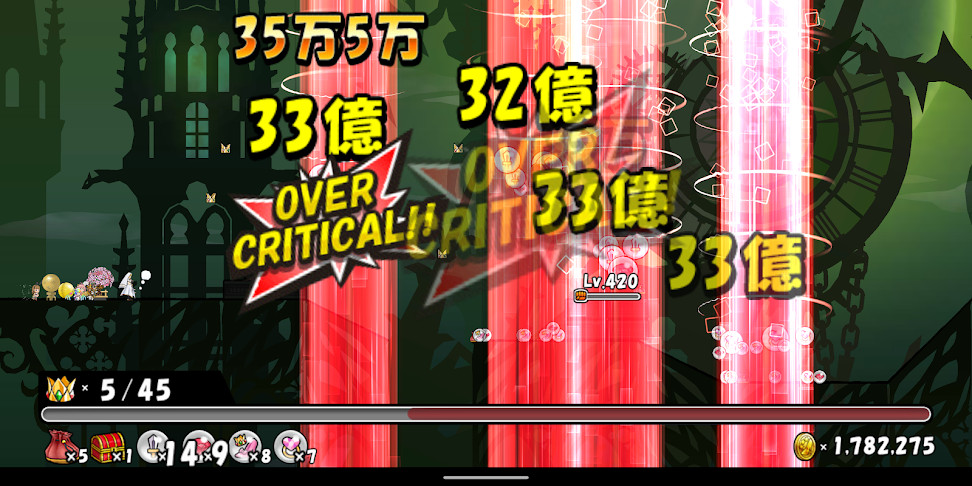 35万5万
32億
33億
OVER
CRITICAL!!
OVER
CRITICAL!!
33億
33億
Lv.420
× 5/45
×5 ×1 ×14 ×9 ×8 ×7
× 1,782,275